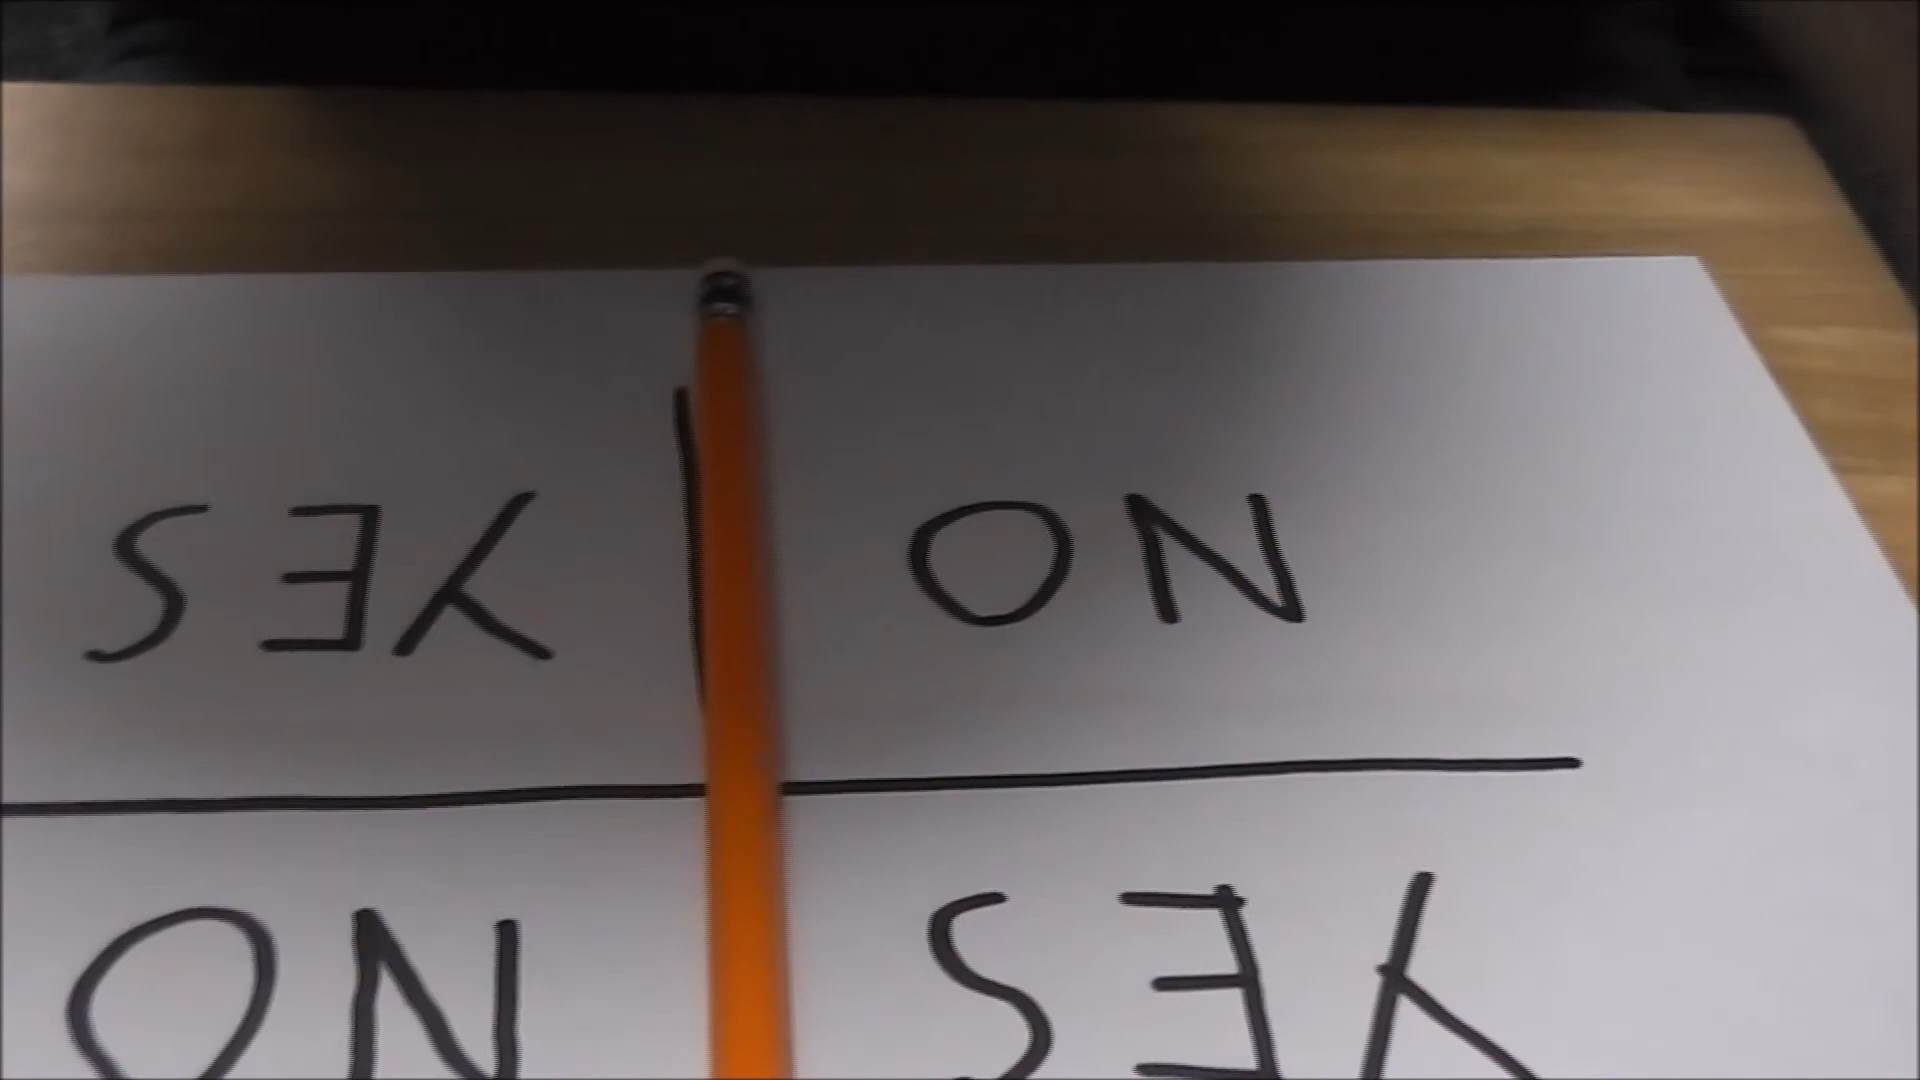 YES NO
NO YES